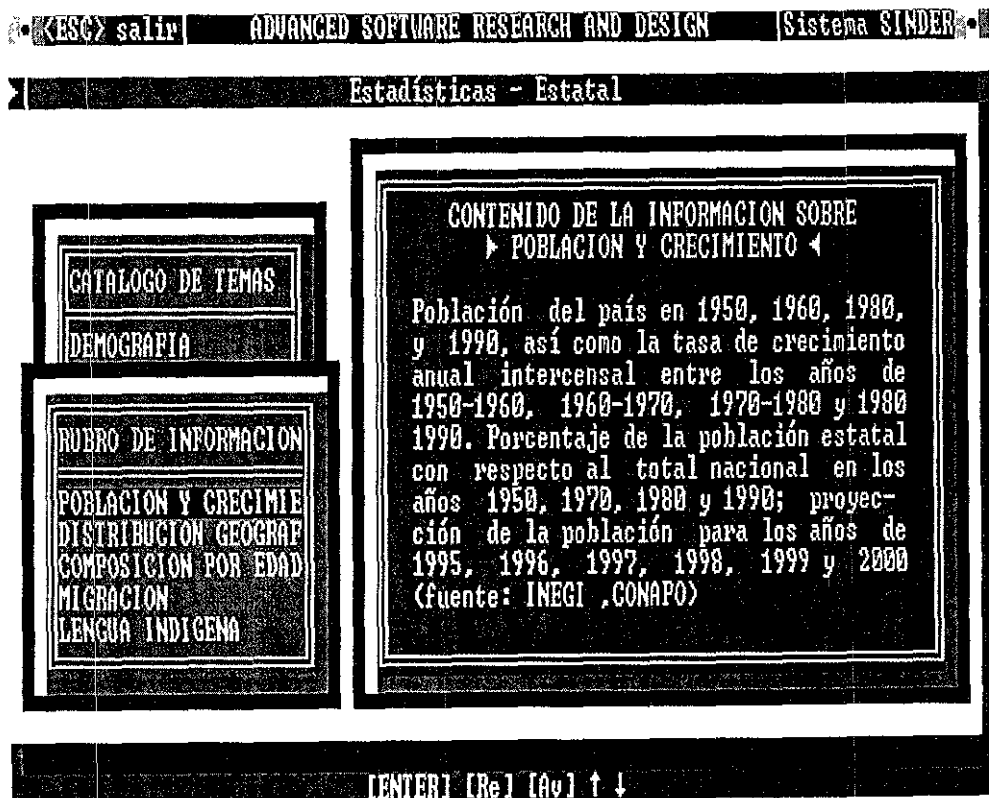 <ESC> salir ADVANCED SOFTWARE RESEARCH AND DESIGN Sistema SINDER
Estadísticas - Estatal
CATALOGO DE TEMAS
DEMOGRAFIA
RUBRO DE INFORMACION
POBLACION Y CRECIMIE
DISTRIBUCION GEOGRAF
COMPOSICION POR EDAD
MIGRACION
LENGUA INDIGENA
CONTENIDO DE LA INFORMACION SOBRE
► POBLACION Y CRECIMIENTO ◄
Población del país en 1950, 1960, 1980,
y 1990, así como la tasa de crecimiento
anual intercensal entre los años de
1950-1960, 1960-1970, 1970-1980 y 1980
1990. Porcentaje de la población estatal
con respecto al total nacional en los
años 1950, 1970, 1980 y 1990; proyec-
ción de la población para los años de
1995, 1996, 1997, 1998, 1999 y 2000
(fuente: INEGI ,CONAPO)
[ENTER] [Re] [Av] ↑ ↓